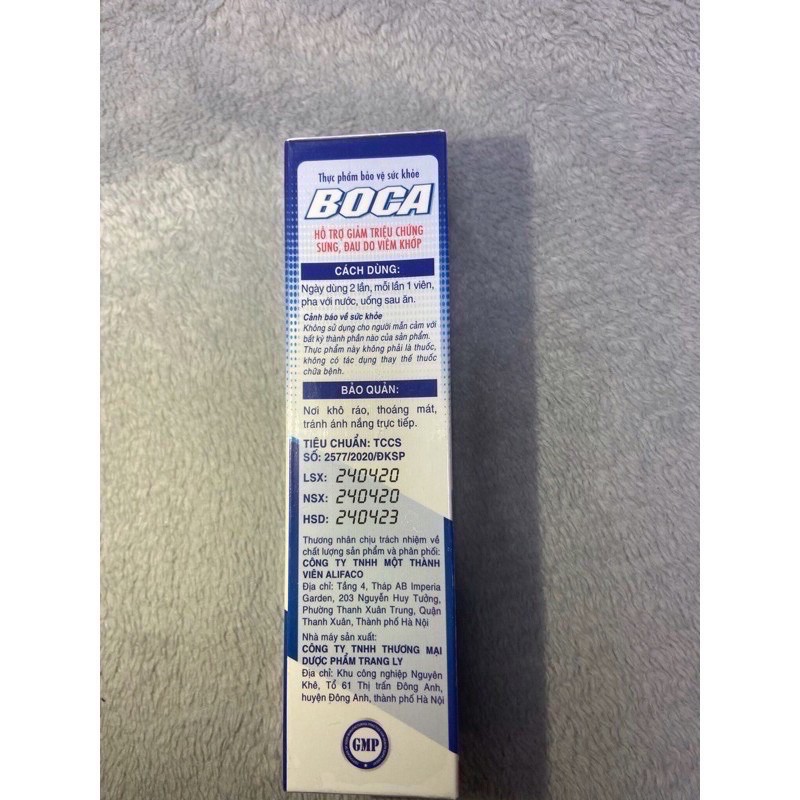 Thực phẩm bảo vệ sức khỏe
BOCA
HỖ TRỢ GIẢM TRIỆU CHỨNG
SƯNG, ĐAU DO VIÊM KHỚP
CÁCH DÙNG:
Ngày dùng 2 lần, mỗi lần 1 viên,
pha với nước, uống sau ăn.
Cảnh báo về sức khỏe
Không sử dụng cho người mẫn cảm với
bất kỳ thành phần nào của sản phẩm.
Thực phẩm này không phải là thuốc,
không có tác dụng thay thế thuốc
chữa bệnh.
BẢO QUẢN:
Nơi khô ráo, thoáng mát,
tránh ánh nắng trực tiếp.
TIÊU CHUẨN: TCCS
SỐ: 2577/2020/ĐKSP
LSX: 240420
NSX: 240420
HSD: 240423
Thương nhân chịu trách nhiệm về
chất lượng sản phẩm và phân phối:
CÔNG TY TNHH MỘT THÀNH
VIÊN ALIFACO
Địa chỉ: Tầng 4, Tháp AB Imperia
Garden, 203 Nguyễn Huy Tưởng,
Phường Thanh Xuân Trung, Quận
Thanh Xuân, Thành phố Hà Nội
Nhà máy sản xuất:
CÔNG TY TNHH THƯƠNG MẠI
DƯỢC PHẨM TRANG LY
Địa chỉ: Khu công nghiệp Nguyên
Khê, Tổ 61 Thị trấn Đông Anh,
huyện Đông Anh, thành phố Hà Nội
GMP